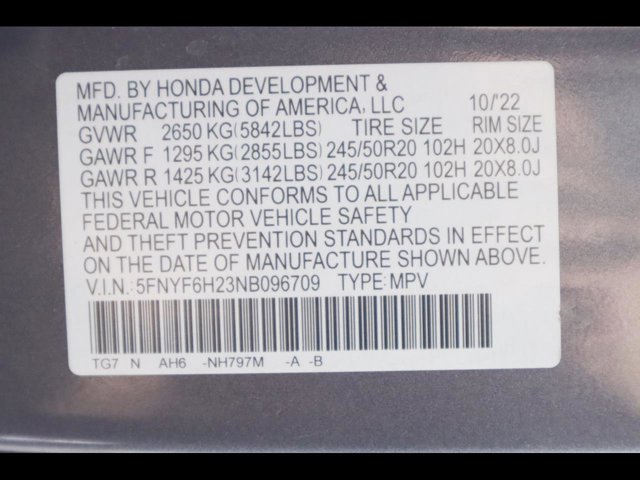 MFD. BY HONDA DEVELOPMENT &
MANUFACTURING OF AMERICA, LLC 10/'22
GVWR 2650 KG(5842LBS) TIRE SIZE RIM SIZE
GAWR F 1295 KG(2855LBS) 245/50R20 102H 20X8.0J
GAWR R 1425 KG(3142LBS) 245/50R20 102H 20X8.0J
THIS VEHICLE CONFORMS TO ALL APPLICABLE
FEDERAL MOTOR VEHICLE SAFETY
AND THEFT PREVENTION STANDARDS IN EFFECT
ON THE DATE OF MANUFACTURE SHOWN ABOVE.
V.I.N.: 5FNYF6H23NB096709 TYPE: MPV
TG7 N AH6 -NH797M -A -B